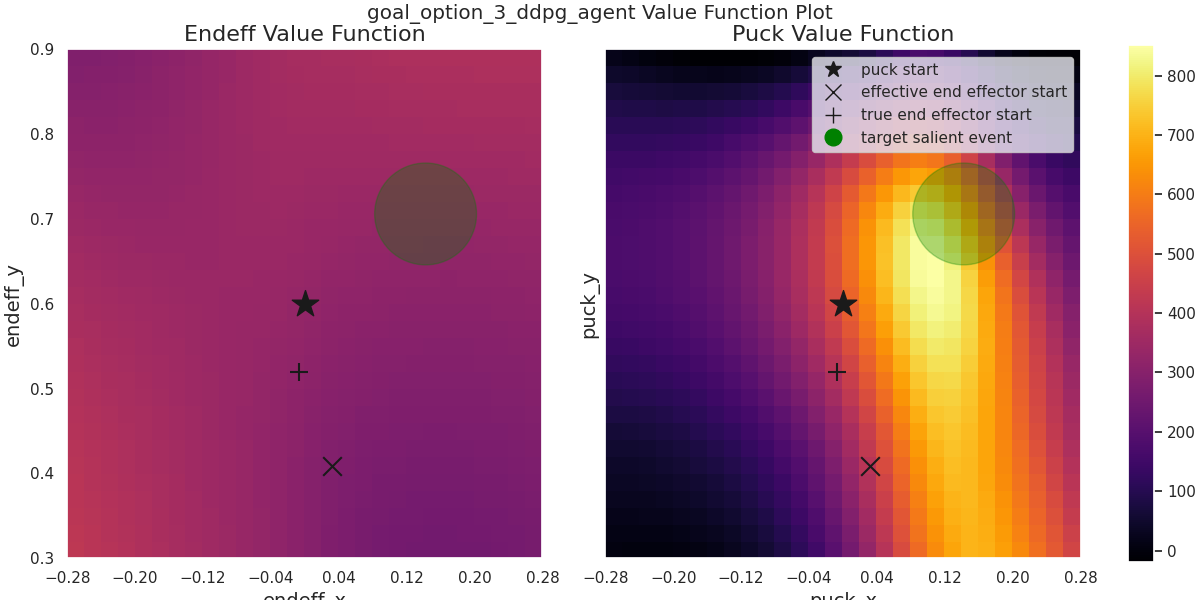 goal_option_3_ddpg_agent Value Function Plot
Endeff Value Function
Puck Value Function
puck start
effective end effector start
true end effector start
target salient event
0.9
0.8
0.7
0.6
0.5
0.4
0.3
endeff_y
−0.28
−0.20
−0.12
−0.04
0.04
0.12
0.20
0.28
endeff_x
puck_y
−0.28
−0.20
−0.12
−0.04
0.04
0.12
0.20
0.28
puck_x
800
700
600
500
400
300
200
100
0